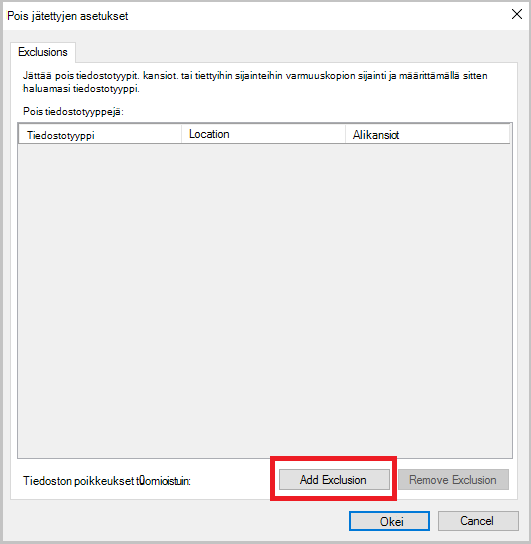 Pois jätettyjen asetukset
Exclusions
Jättää pois tiedostotyypit. kansiot. tai tiettyihin sijainteihin varmuuskopion sijainti ja määrittämällä sitten
haluamasi tiedostotyyppi.
Pois tiedostotyyppejä:
Tiedostotyyppi Location Alikansiot
Tiedoston poikkeukset Add Exclusion Remove Exclusion
Okei Cancel